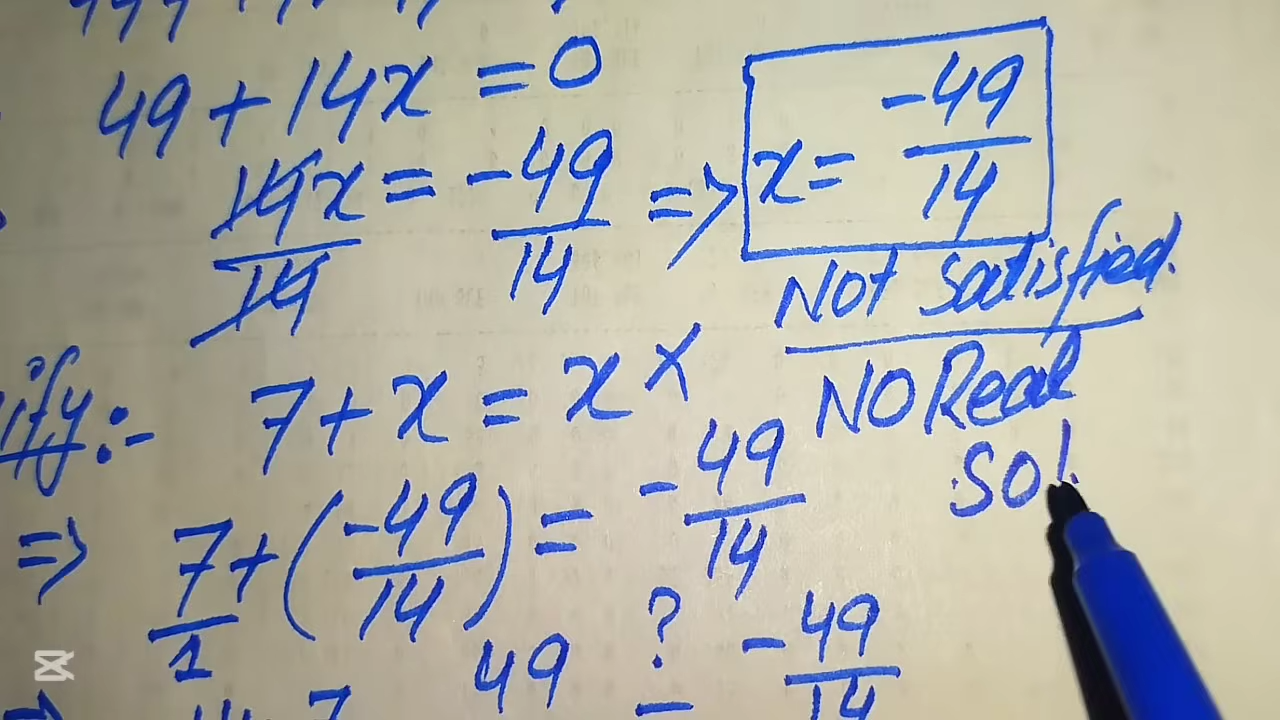 49 + 14x = 0
14x/14 = -49/14 => x = -49/14
Not satisfied.
NO Real
Sol.
ify:- 7 + x = x ×
=> 7/1 + (-49/14) = -49/14
49 ? = -49/14